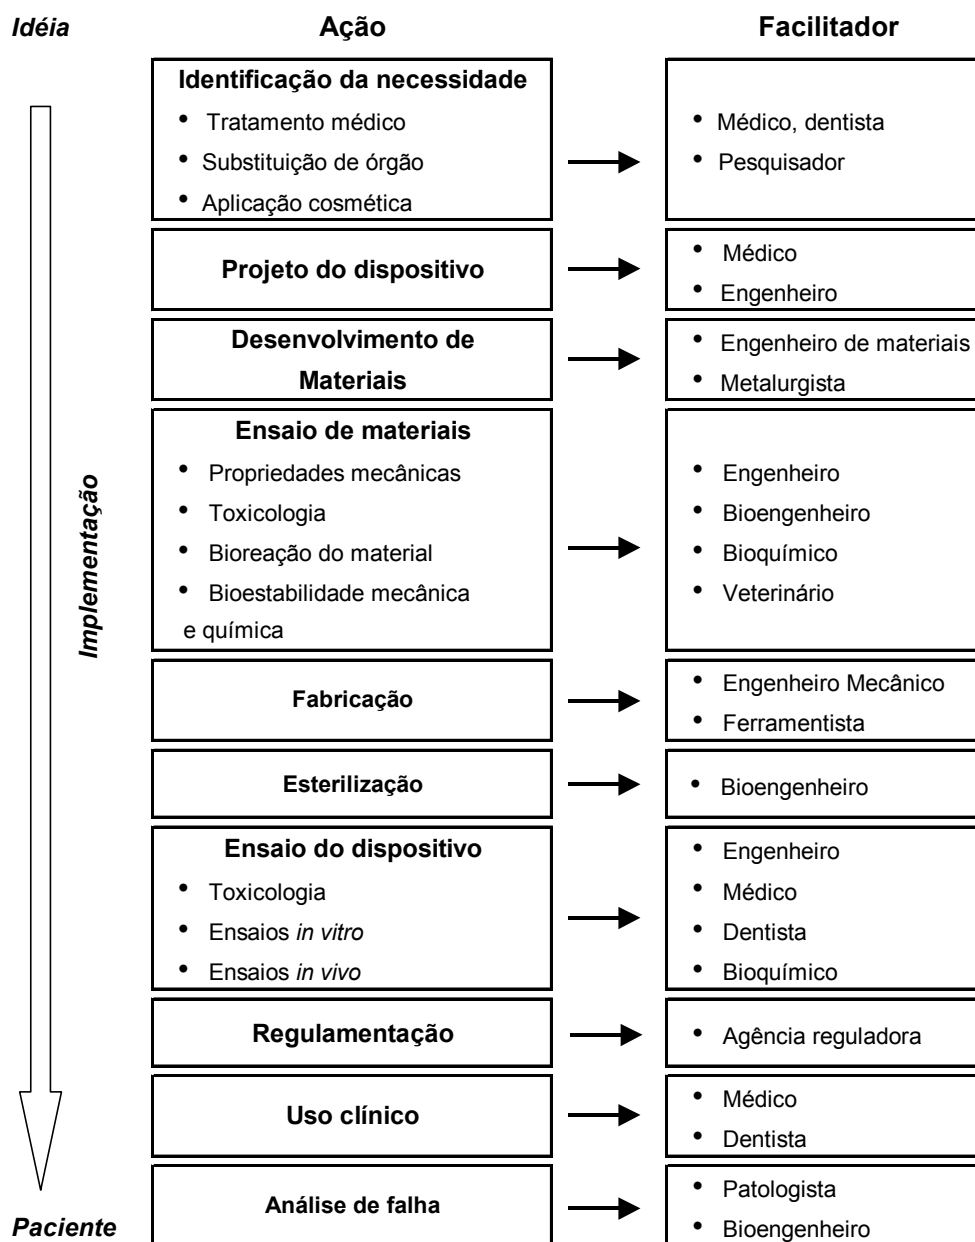 Idéia
Ação
Facilitador
Identificação da necessidade
• Tratamento médico
• Substituição de órgão
• Aplicação cosmética
• Médico, dentista
• Pesquisador
Projeto do dispositivo
• Médico
• Engenheiro
Desenvolvimento de
Materiais
• Engenheiro de materiais
• Metalurgista
Ensaio de materiais
• Propriedades mecânicas
• Toxicologia
• Bioreação do material
• Bioestabilidade mecânica
e química
• Engenheiro
• Bioengenheiro
• Bioquímico
• Veterinário
Implementação
Fabricação
• Engenheiro Mecânico
• Ferramentista
Esterilização
• Bioengenheiro
Ensaio do dispositivo
• Toxicologia
• Ensaios in vitro
• Ensaios in vivo
• Engenheiro
• Médico
• Dentista
• Bioquímico
Regulamentação
• Agência reguladora
Uso clínico
• Médico
• Dentista
Análise de falha
• Patologista
• Bioengenheiro
Paciente